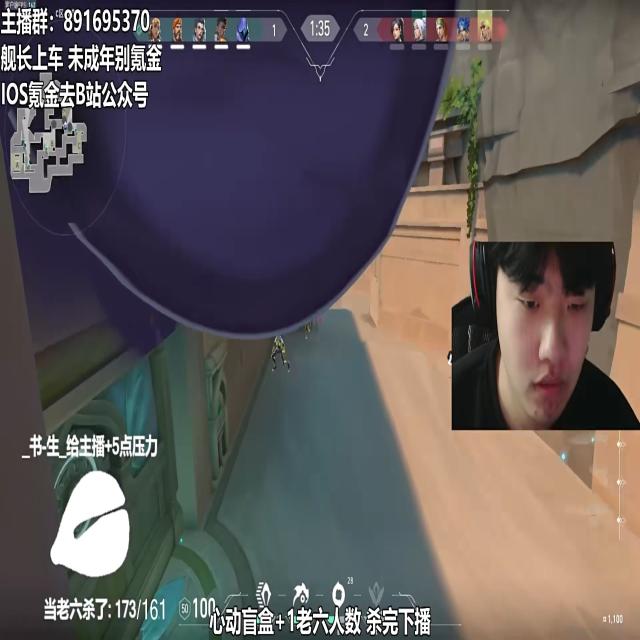 主播群：891695370
舰长上车 未成年别氪金
IOS氪金去B站公众号
1
1:35
2
_书-生_给主播+5点压力
当老六杀了: 173/161
50
100
28
心动盲盒+1老六人数 杀完下播
1,100